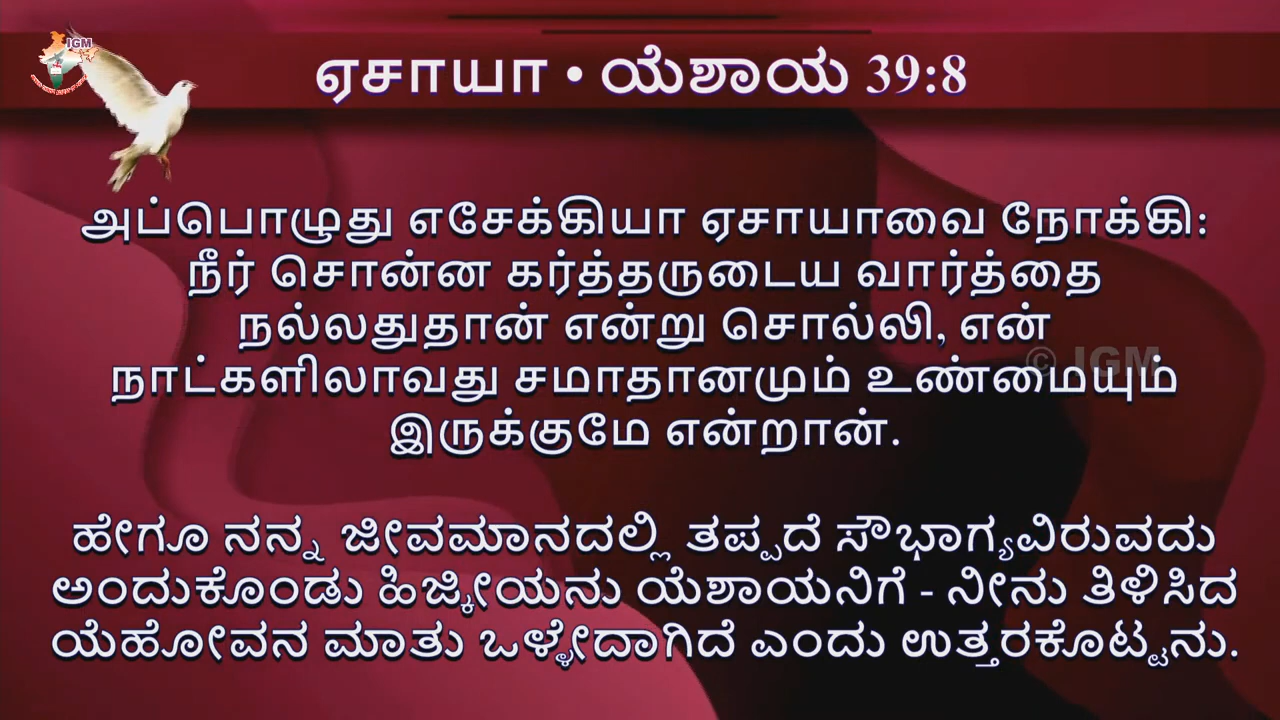 IGM
ஏசாயா • ಯೆಶಾಯ 39:8
அப்பொழுது எசேக்கியா ஏசாயாவை நோக்கி:
நீர் சொன்ன கர்த்தருடைய வார்த்தை
நல்லதுதான் என்று சொல்லி, என்
நாட்களிலாவது சமாதானமும் உண்மையும்
இருக்குமே என்றான்.
© IGM
ಹೇಗೂ ನನ್ನ ಜೀವಮಾನದಲ್ಲಿ ತಪ್ಪದೆ ಸೌಭಾಗ್ಯವಿರುವದು
ಅಂದುಕೊಂಡು ಹಿಜ್ಕೀಯನು ಯೆಶಾಯನಿಗೆ - ನೀನು ತಿಳಿಸಿದ
ಯೆಹೋವನ ಮಾತು ಒಳ್ಳೇದಾಗಿದೆ ಎಂದು ಉತ್ತರಕೊಟ್ಟನು.